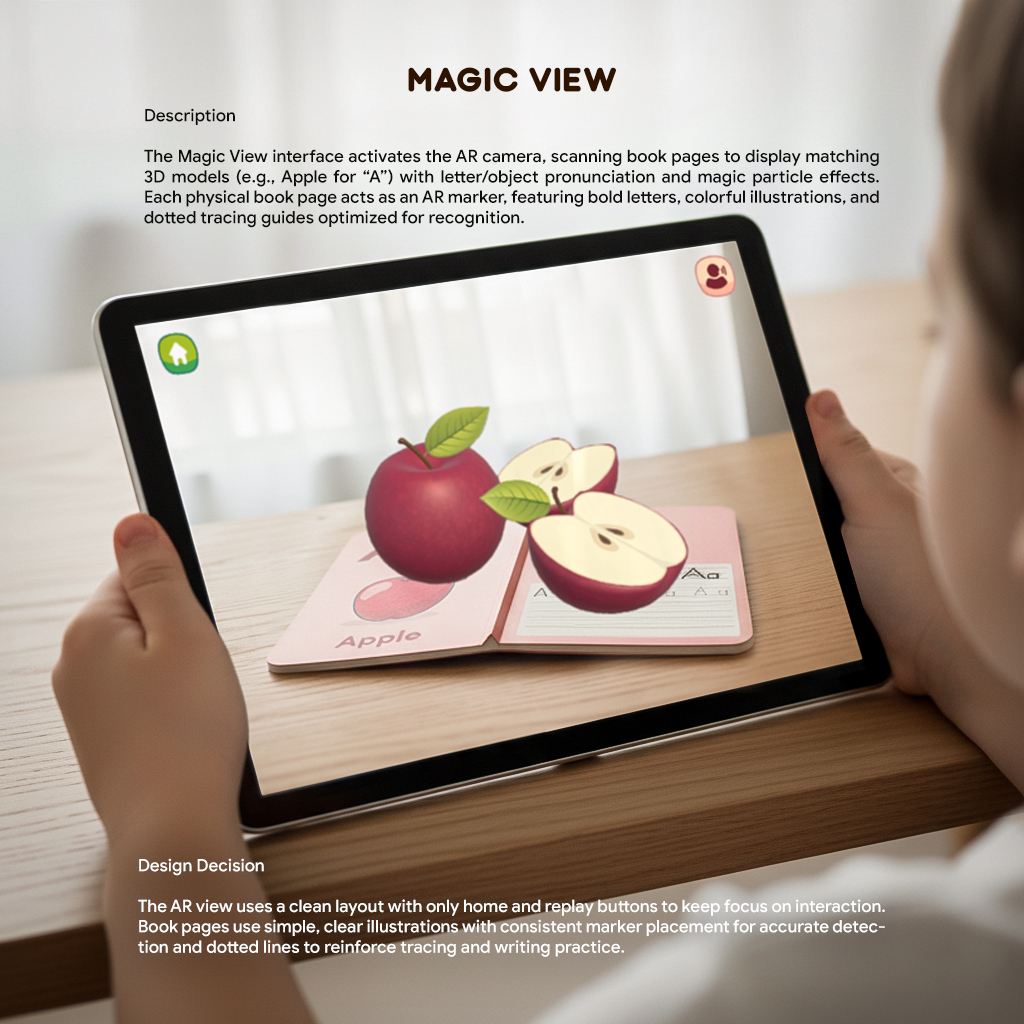 MAGIC VIEW
Description
The Magic View interface activates the AR camera, scanning book pages to display matching
3D models (e.g., Apple for “A”) with letter/object pronunciation and magic particle effects.
Each physical book page acts as an AR marker, featuring bold letters, colorful illustrations, and
dotted tracing guides optimized for recognition.
Aa
A
A a
Apple
Design Decision
The AR view uses a clean layout with only home and replay buttons to keep focus on interaction.
Book pages use simple, clear illustrations with consistent marker placement for accurate detec-
tion and dotted lines to reinforce tracing and writing practice.